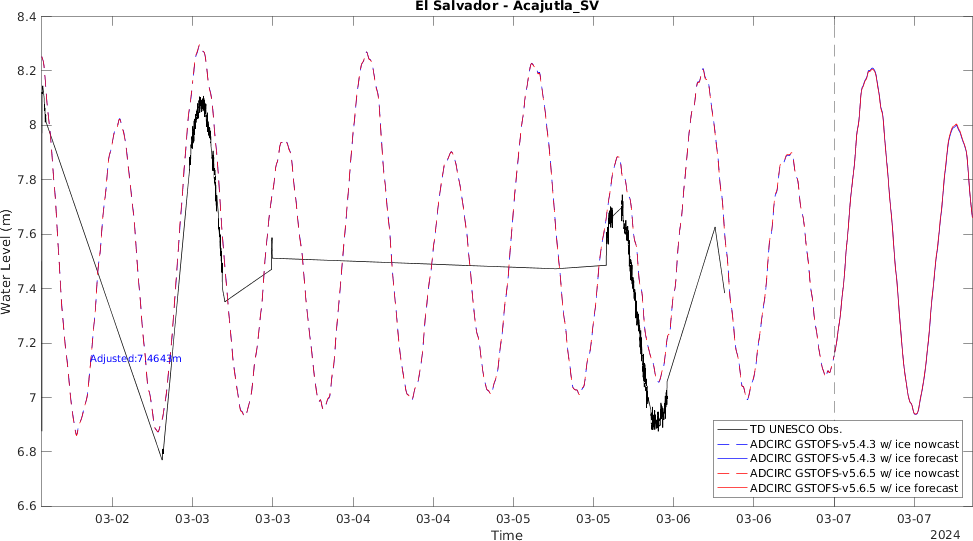 El Salvador - Acajutla_SV
8.4
8.2
8
7.8
7.6
7.4
7.2
7
6.8
6.6
Water Level (m)
Adjusted:7.4643m
TD UNESCO Obs.
ADCIRC GSTOFS-v5.4.3 w/ ice nowcast
ADCIRC GSTOFS-v5.4.3 w/ ice forecast
ADCIRC GSTOFS-v5.6.5 w/ ice nowcast
ADCIRC GSTOFS-v5.6.5 w/ ice forecast
03-02 03-03 03-03 03-04 03-04 03-05 03-05 03-06 03-06 03-07 03-07
Time
2024